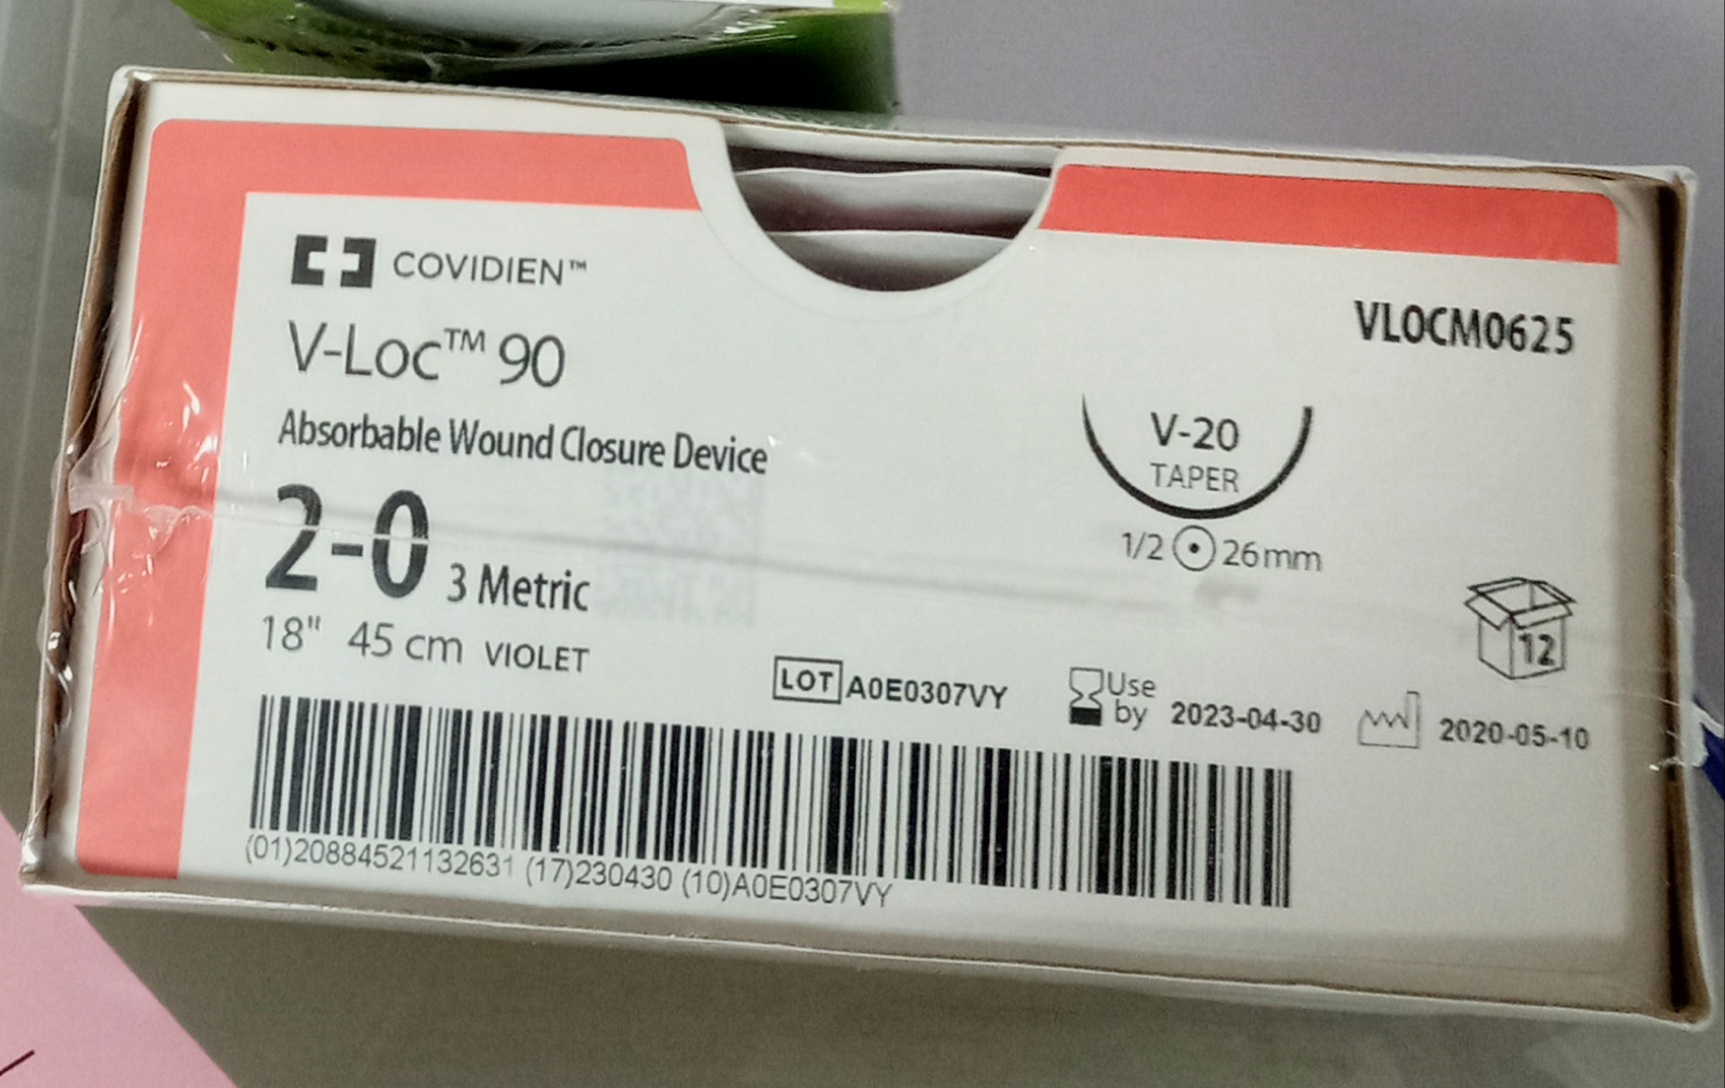 COVIDIEN™
V-Loc™ 90
Absorbable Wound Closure Device
2-0 3 Metric
18" 45 cm VIOLET
VLOCM0625
V-20
TAPER
1/2 26mm
12
LOT A0E0307VY
Use
by 2023-04-30
2020-05-10
(01)20884521132631 (17)230430 (10)A0E0307VY